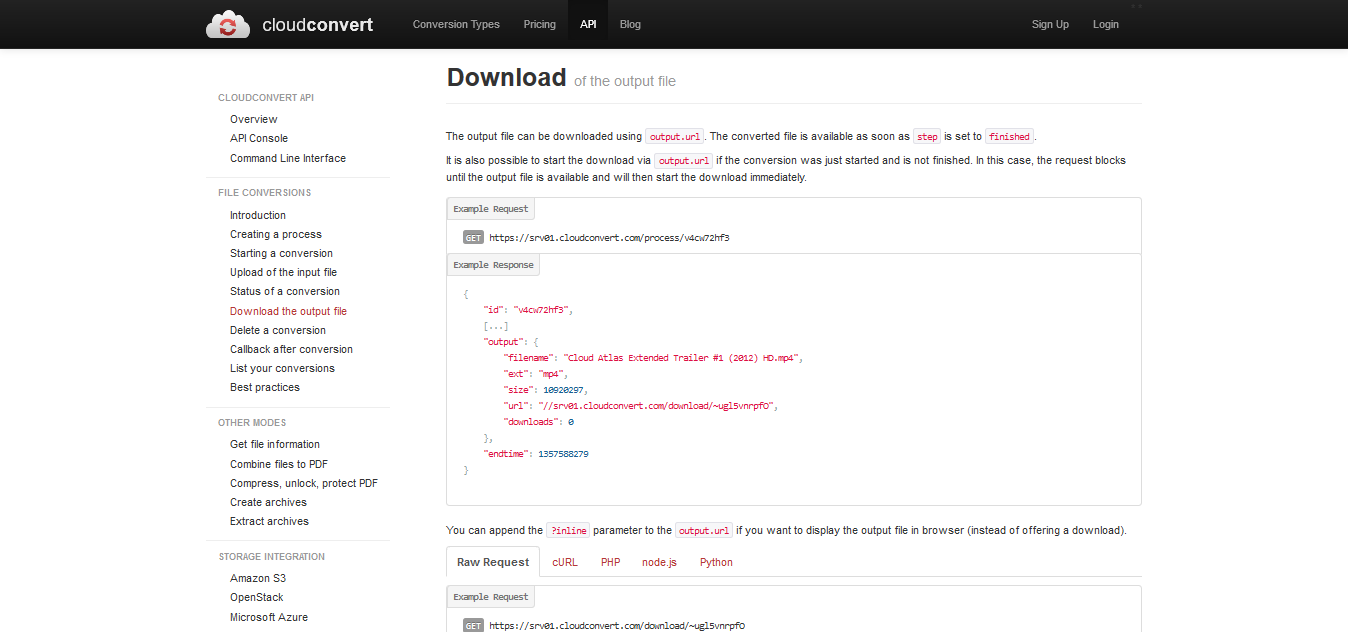 cloudconvert Conversion Types Pricing API Blog Sign Up Login
CLOUDCONVERT API
Overview
API Console
Command Line Interface
FILE CONVERSIONS
Introduction
Creating a process
Starting a conversion
Upload of the input file
Status of a conversion
Download the output file
Delete a conversion
Callback after conversion
List your conversions
Best practices
OTHER MODES
Get file information
Combine files to PDF
Compress, unlock, protect PDF
Create archives
Extract archives
STORAGE INTEGRATION
Amazon S3
OpenStack
Microsoft Azure
Download of the output file
The output file can be downloaded using output.url. The converted file is available as soon as step is set to finished.
It is also possible to start the download via output.url if the conversion was just started and is not finished. In this case, the request blocks
until the output file is available and will then start the download immediately.
Example Request
GET https://srv01.cloudconvert.com/process/v4cw72hf3
Example Response
{
"id": "v4cw72hf3",
[...]
"output": {
"filename": "Cloud Atlas Extended Trailer #1 (2012) HD.mp4",
"ext": "mp4",
"size": 10920297,
"url": "//srv01.cloudconvert.com/download/~ugl5vnrpfO",
"downloads": 0
},
"endtime": 1357588279
}
You can append the ?inline parameter to the output.url if you want to display the output file in browser (instead of offering a download).
Raw Request cURL PHP node.js Python
Example Request
GET https://srv01.cloudconvert.com/download/~ugl5vnrpfO